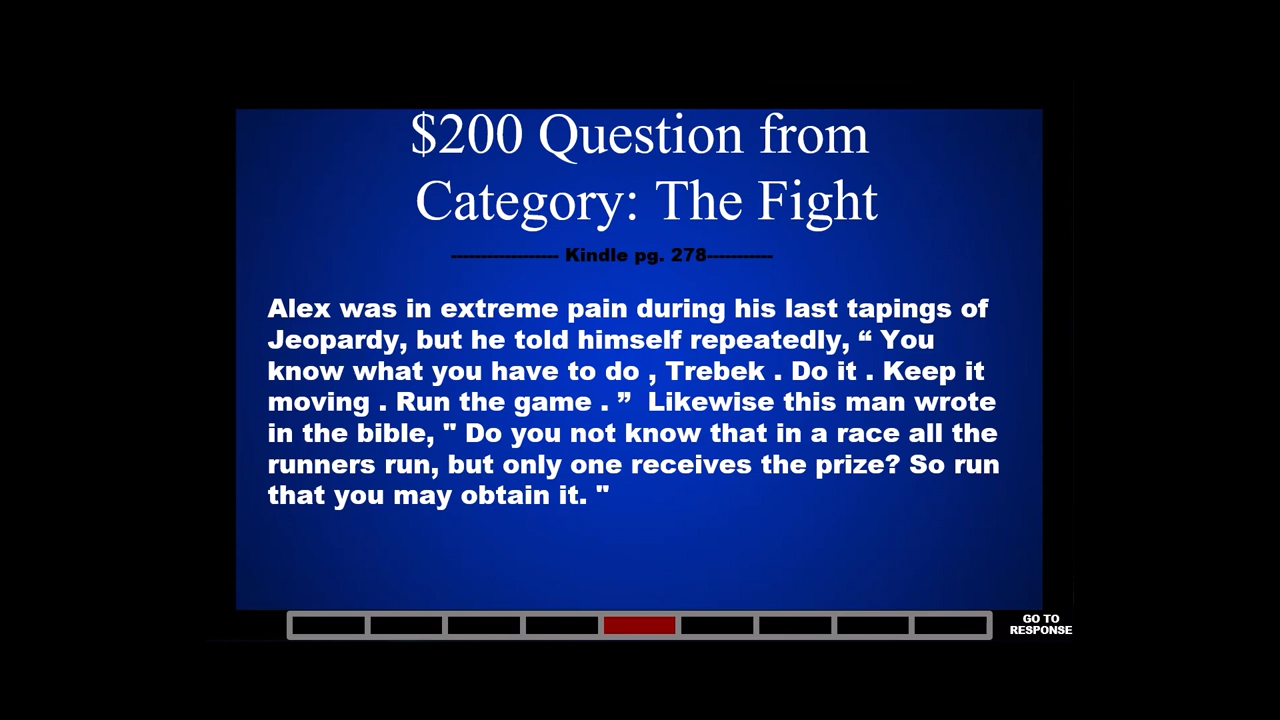 $200 Question from
Category: The Fight
------------------ Kindle pg. 278-----------
Alex was in extreme pain during his last tapings of
Jeopardy, but he told himself repeatedly, “ You
know what you have to do , Trebek . Do it . Keep it
moving . Run the game . ”  Likewise this man wrote
in the bible, " Do you not know that in a race all the
runners run, but only one receives the prize? So run
that you may obtain it. "
GO TO
RESPONSE